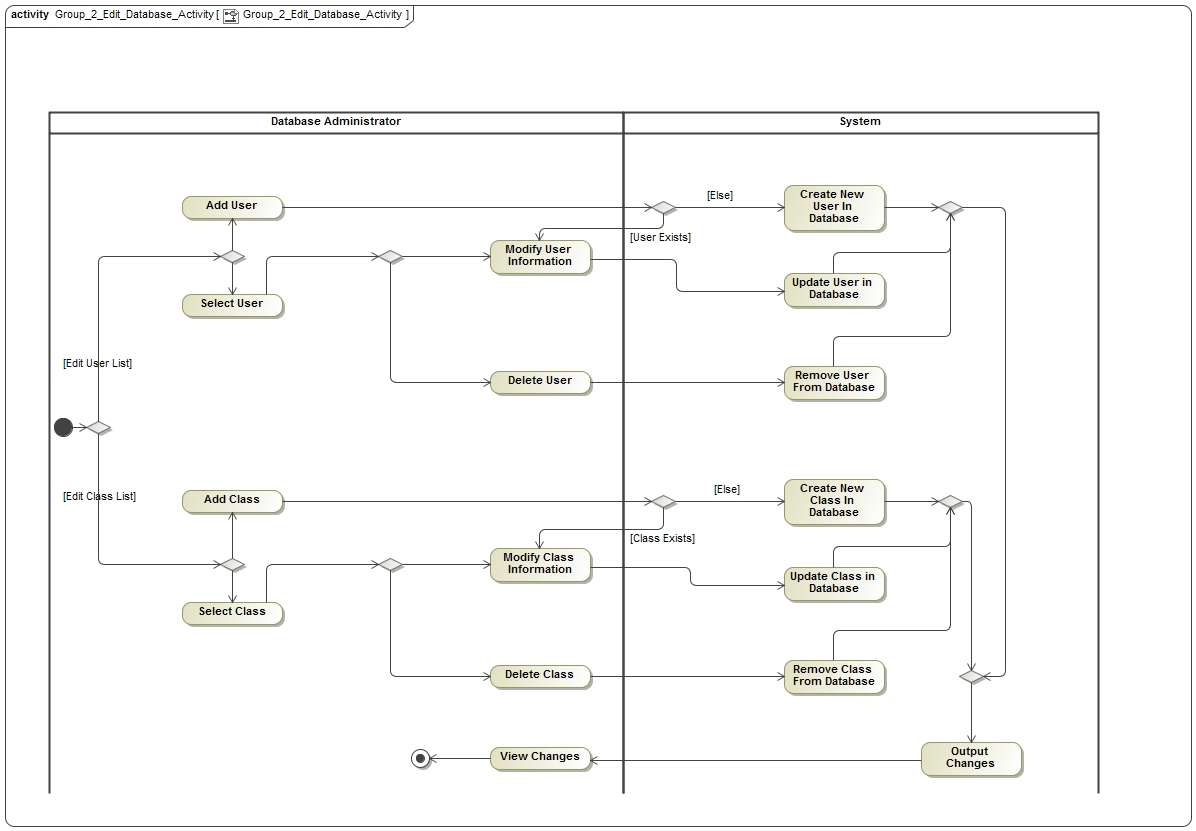 activity Group_2_Edit_Database_Activity [ Group_2_Edit_Database_Activity ]
Database Administrator
System
Add User
[Else]
Create New
User In
Database
[User Exists]
Modify User
Information
Select User
Update User in
Database
[Edit User List]
Delete User
Remove User
From Database
[Edit Class List]
Add Class
[Else]
Create New
Class In
Database
[Class Exists]
Modify Class
Information
Update Class in
Database
Select Class
Delete Class
Remove Class
From Database
View Changes
Output
Changes